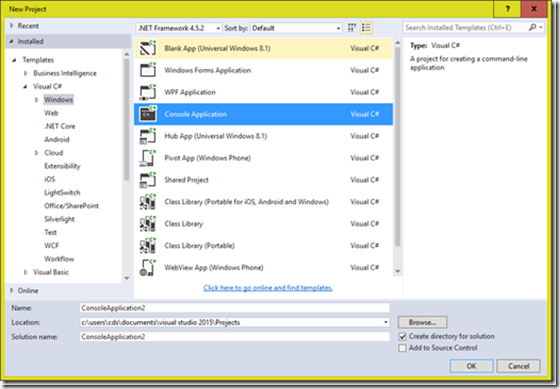 New Project
?
Recent
.NET Framework 4.5.2
Sort by:
Default
Search Installed Templates (Ctrl+E)
Installed
Templates
Business Intelligence
Visual C#
Windows
Web
.NET Core
Android
Cloud
Extensibility
iOS
LightSwitch
Office/SharePoint
Silverlight
Test
WCF
Workflow
Visual Basic
Online
Blank App (Universal Windows 8.1) Visual C#
Windows Forms Application Visual C#
WPF Application Visual C#
Console Application Visual C#
Hub App (Universal Windows 8.1) Visual C#
Pivot App (Windows Phone) Visual C#
Shared Project Visual C#
Class Library (Portable for iOS, Android and Windows) Visual C#
Class Library Visual C#
Class Library (Portable) Visual C#
WebView App (Windows Phone) Visual C#
Click here to go online and find templates.
Type: Visual C#
A project for creating a command-line
application
Name: ConsoleApplication2
Location: c:\users\cds\documents\visual studio 2015\Projects
Browse...
Solution name: ConsoleApplication2
Create directory for solution
Add to Source Control
OK
Cancel